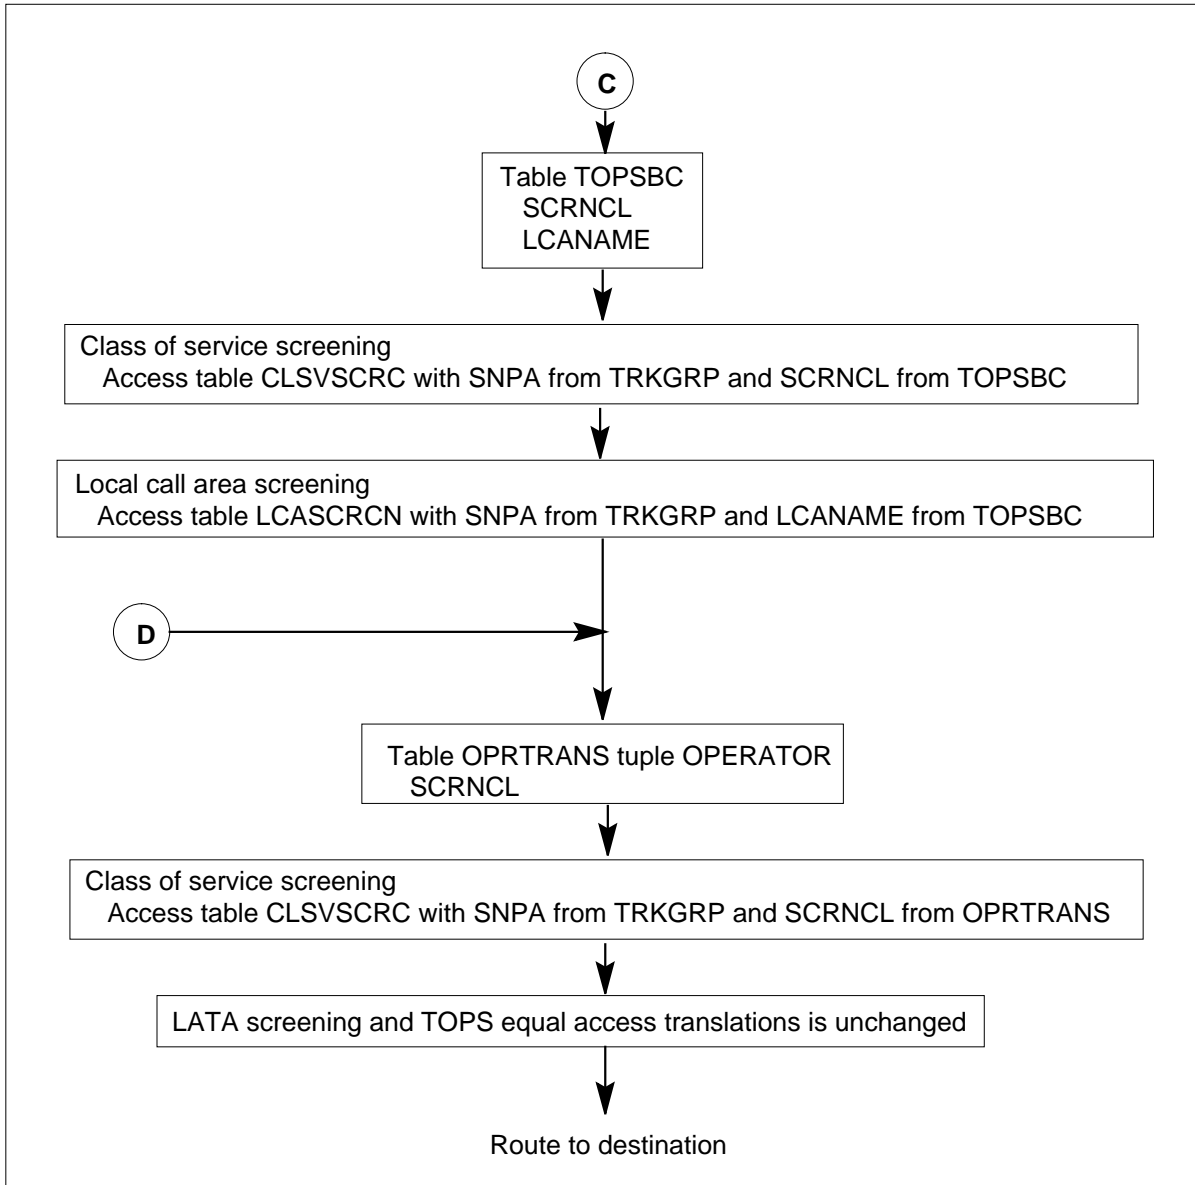 C
Table TOPSBC
SCRNCL
LCANAME
Class of service screening
Access table CLSVSCRC with SNPA from TRKGRP and SCRNCL from TOPSBC
Local call area screening
Access table LCASCRCN with SNPA from TRKGRP and LCANAME from TOPSBC
D
Table OPRTRANS tuple OPERATOR
SCRNCL
Class of service screening
Access table CLSVSCRC with SNPA from TRKGRP and SCRNCL from OPRTRANS
LATA screening and TOPS equal access translations is unchanged
Route to destination